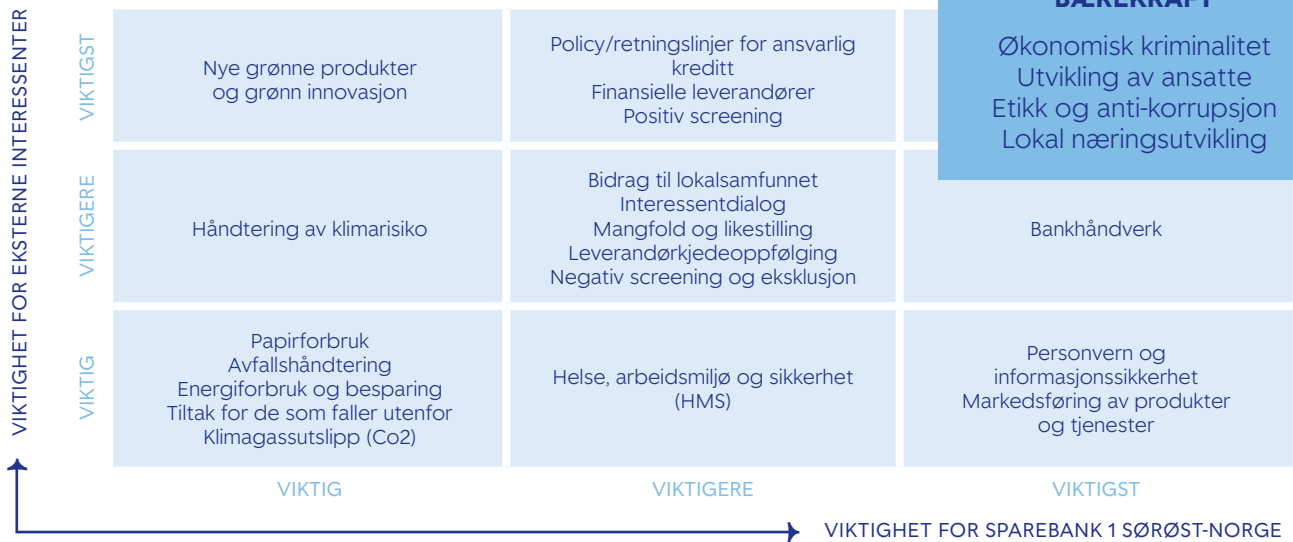 VIKTIGHET FOR EKSTERNE INTERESSENTER
VIKTIGST
Nye grønne produkter
og grønn innovasjon
Policy/retningslinjer for ansvarlig
kreditt
Finansielle leverandører
Positiv screening
BÆREKRAFT
Økonomisk kriminalitet
Utvikling av ansatte
Etikk og anti-korrupsjon
Lokal næringsutvikling
VIKTIGERE
Håndtering av klimarisiko
Bidrag til lokalsamfunnet
Interessentdialog
Mangfold og likestilling
Leverandørkjedeoppfølging
Negativ screening og eksklusjon
Bankhåndverk
VIKTIG
Papirforbruk
Avfallshåndtering
Energiforbruk og besparing
Tiltak for de som faller utenfor
Klimagassutslipp (Co2)
Helse, arbeidsmiljø og sikkerhet
(HMS)
Personvern og
informasjonssikkerhet
Markedsføring av produkter
og tjenester
VIKTIG
VIKTIGERE
VIKTIGST
VIKTIGHET FOR SPAREBANK 1 SØRØST-NORGE